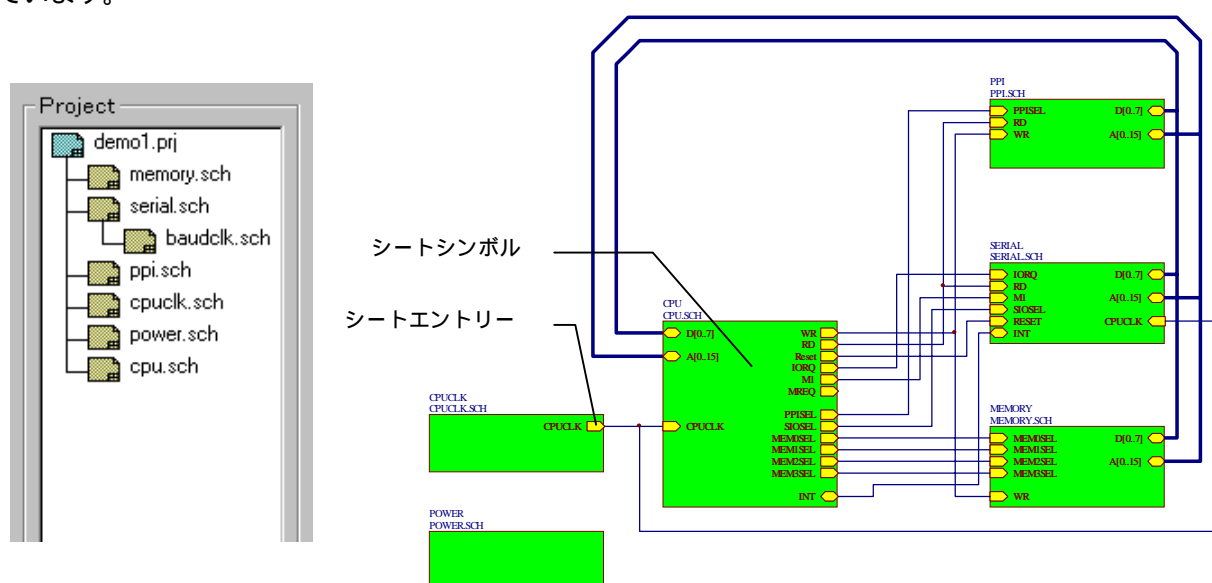 ています。
Project
demo1.prj
memory.sch
serial.sch
baudclk.sch
ppi.sch
cpuclk.sch
power.sch
cpu.sch
シートシンボル
シートエントリー
PPI
PPI.SCH
PPISEL
RD
WR
D[0..7]
A[0..15]
SERIAL
SERIAL.SCH
IORQ
RD
MI
SIOSEL
RESET
INT
D[0..7]
A[0..15]
CPUCLK
CPU
CPU.SCH
D[0..7]
A[0..15]
CPUCLK
WR
RD
Reset
IORQ
MI
MREQ
PPISEL
SIOSEL
MEM0SEL
MEM1SEL
MEM2SEL
MEM3SEL
INT
CPUCLK
CPUCLK.SCH
CPUCLK
MEMORY
MEMORY.SCH
MEM0SEL
MEM1SEL
MEM2SEL
MEM3SEL
WR
D[0..7]
A[0..15]
POWER
POWER.SCH